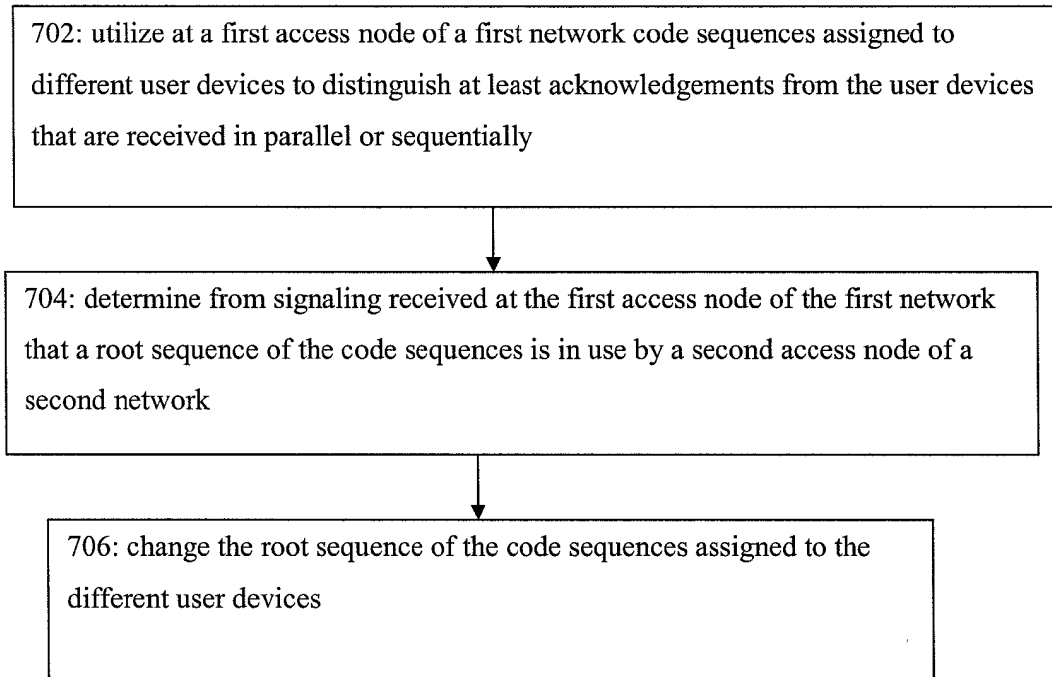 702: utilize at a first access node of a first network code sequences assigned to
different user devices to distinguish at least acknowledgements from the user devices
that are received in parallel or sequentially
704: determine from signaling received at the first access node of the first network
that a root sequence of the code sequences is in use by a second access node of a
second network
706: change the root sequence of the code sequences assigned to the
different user devices